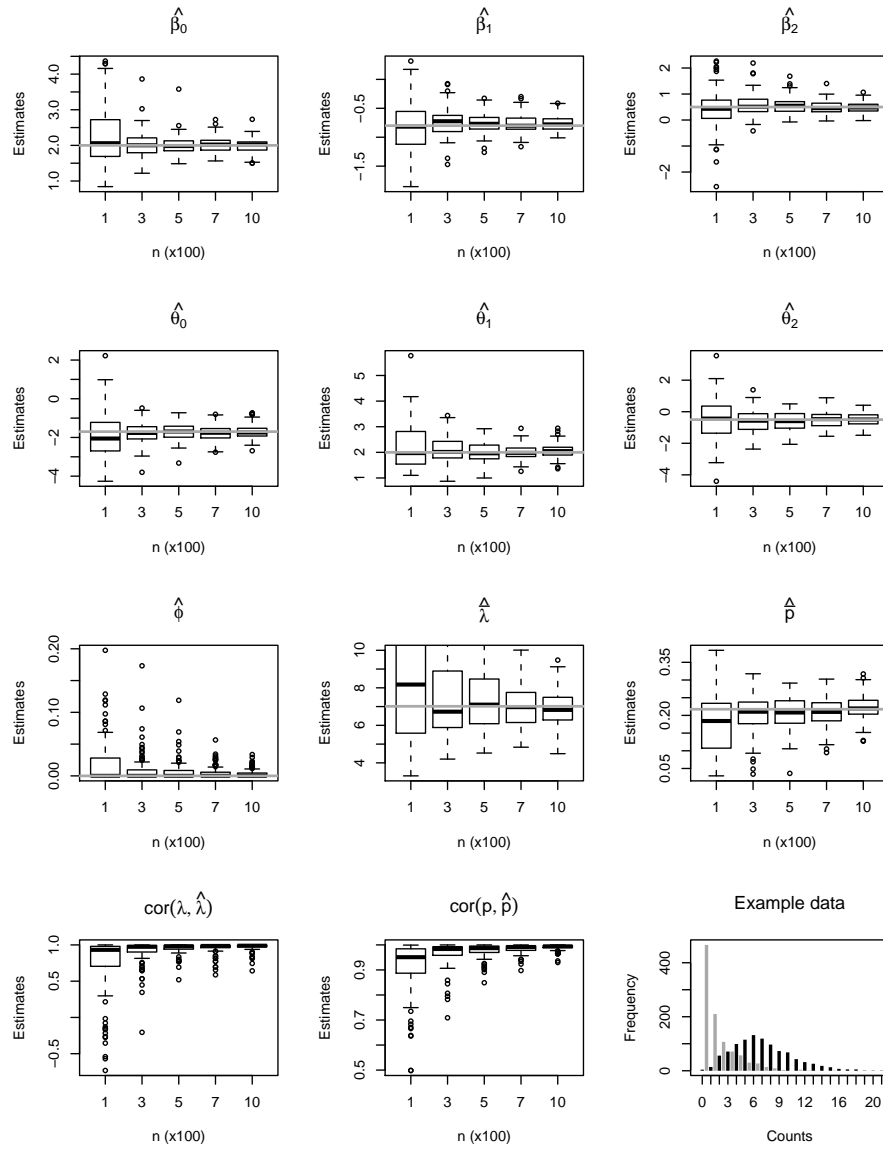 β̂₀
Estimates
1.0 2.0 3.0 4.0
1 3 5 7 10
n (x100)
β̂₁
Estimates
−1.5 −0.5
1 3 5 7 10
n (x100)
β̂₂
Estimates
−2 0 1 2
1 3 5 7 10
n (x100)
θ̂₀
Estimates
−4 −2 0 2
1 3 5 7 10
n (x100)
θ̂₁
Estimates
1 2 3 4 5
1 3 5 7 10
n (x100)
θ̂₂
Estimates
−4 −2 0 2
1 3 5 7 10
n (x100)
ϕ̂
Estimates
0.00 0.10 0.20
1 3 5 7 10
n (x100)
λ̄̂
Estimates
4 6 8 10
1 3 5 7 10
n (x100)
p̄̂
Estimates
0.05 0.20 0.35
1 3 5 7 10
n (x100)
cor(λ, λ̂)
Estimates
−0.5 0.5 1.0
1 3 5 7 10
n (x100)
cor(p, p̂)
Estimates
0.5 0.7 0.9
1 3 5 7 10
n (x100)
Example data
Frequency
0 200 400
0 3 6 9 12 16 20
Counts